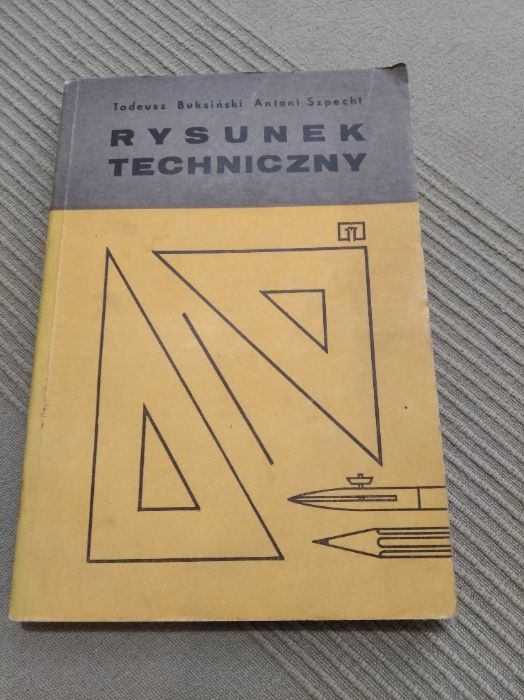 Tadeusz Buksiński Antoni Szpecht
RYSUNEK
TECHNICZNY